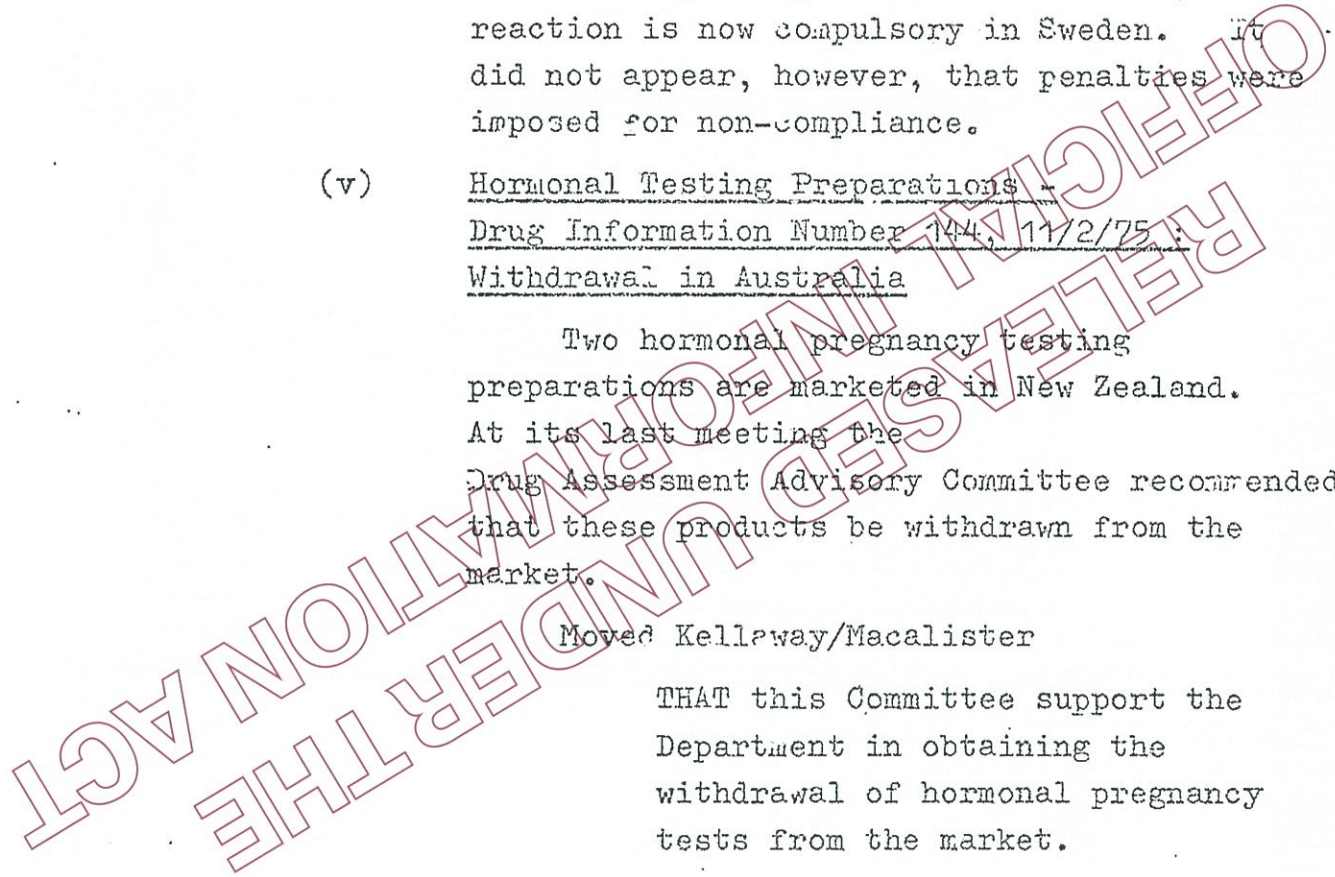 reaction is now compulsory in Sweden. It
did not appear, however, that penalties were
imposed for non-compliance.
(v) Hormonal Testing Preparations -
Drug Information Number 144, 11/2/75 :
Withdrawal in Australia
Two hormonal pregnancy testing
preparations are marketed in New Zealand.
At its last meeting the
Drug Assessment Advisory Committee recommended
that these products be withdrawn from the
market.
Moved Kellaway/Macalister
THAT this Committee support the
Department in obtaining the
withdrawal of hormonal pregnancy
tests from the market.
RELEASED UNDER THE
OFFICIAL INFORMATION ACT